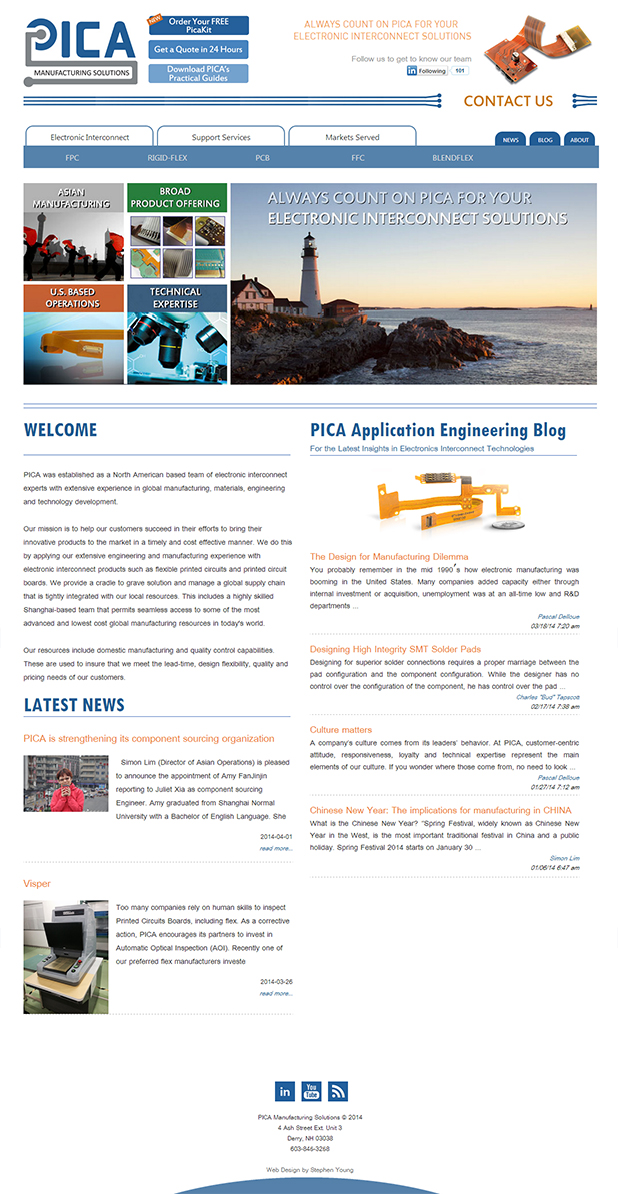 PICA
MANUFACTURING SOLUTIONS
NEW
Order Your FREE
PicaKit
Get a Quote in 24 Hours
Download PICA's
Practical Guides
ALWAYS COUNT ON PICA FOR YOUR
ELECTRONIC INTERCONNECT SOLUTIONS
Follow us to get to know our team
in Following 101
CONTACT US
Electronic Interconnect
Support Services
Markets Served
NEWS
BLOG
ABOUT
FPC
RIGID-FLEX
PCB
FFC
BLENDFLEX
ASIAN
MANUFACTURING
BROAD
PRODUCT OFFERING
U.S. BASED
OPERATIONS
TECHNICAL
EXPERTISE
ALWAYS COUNT ON PICA FOR YOUR
ELECTRONIC INTERCONNECT SOLUTIONS
WELCOME
PICA was established as a North American based team of electronic interconnect
experts with extensive experience in global manufacturing, materials, engineering
and technology development.
Our mission is to help our customers succeed in their efforts to bring their
innovative products to the market in a timely and cost effective manner. We do this
by applying our extensive engineering and manufacturing experience with
electronic interconnect products such as flexible printed circuits and printed circuit
boards. We provide a cradle to grave solution and manage a global supply chain
that is tightly integrated with our local resources. This includes a highly skilled
Shanghai-based team that permits seamless access to some of the most
advanced and lowest cost global manufacturing resources in today's world.
Our resources include domestic manufacturing and quality control capabilities.
These are used to insure that we meet the lead-time, design flexibility, quality and
pricing needs of our customers.
LATEST NEWS
PICA is strengthening its component sourcing organization
Simon Lim (Director of Asian Operations) is pleased
to announce the appointment of Amy FanJinjin
reporting to Juliet Xia as component sourcing
Engineer. Amy graduated from Shanghai Normal
University with a Bachelor of English Language. She
2014-04-01
read more...
Visper
Too many companies rely on human skills to inspect
Printed Circuits Boards, including flex. As a corrective
action, PICA encourages its partners to invest in
Automatic Optical Inspection (AOI). Recently one of
our preferred flex manufacturers investe
2014-03-26
read more...
PICA Application Engineering Blog
For the Latest Insights in Electronics Interconnect Technologies
The Design for Manufacturing Dilemma
You probably remember in the mid 1990's how electronic manufacturing was
booming in the United States. Many companies added capacity either through
internal investment or acquisition, unemployment was at an all-time low and R&D
departments ...
Pascal Delloue
03/18/14 7:20 am
Designing High Integrity SMT Solder Pads
Designing for superior solder connections requires a proper marriage between the
pad configuration and the component configuration. While the designer has no
control over the configuration of the component, he has control over the pad ...
Charles "Bud" Tapscott
02/17/14 7:38 am
Culture matters
A company's culture comes from its leaders' behavior. At PICA, customer-centric
attitude, responsiveness, loyalty and technical expertise represent the main
elements of our culture. If you wonder where those come from, no need to look ...
Pascal Delloue
01/27/14 7:12 am
Chinese New Year: The implications for manufacturing in CHINA
What is the Chinese New Year? "Spring Festival, widely known as Chinese New
Year in the West, is the most important traditional festival in China and a public
holiday. Spring Festival 2014 starts on January 30 ...
Simon Lim
01/06/14 6:47 am
in
You
Tube
PICA Manufacturing Solutions © 2014
4 Ash Street Ext. Unit 3
Derry, NH 03038
603-845-3258
Web Design by Stephen Young